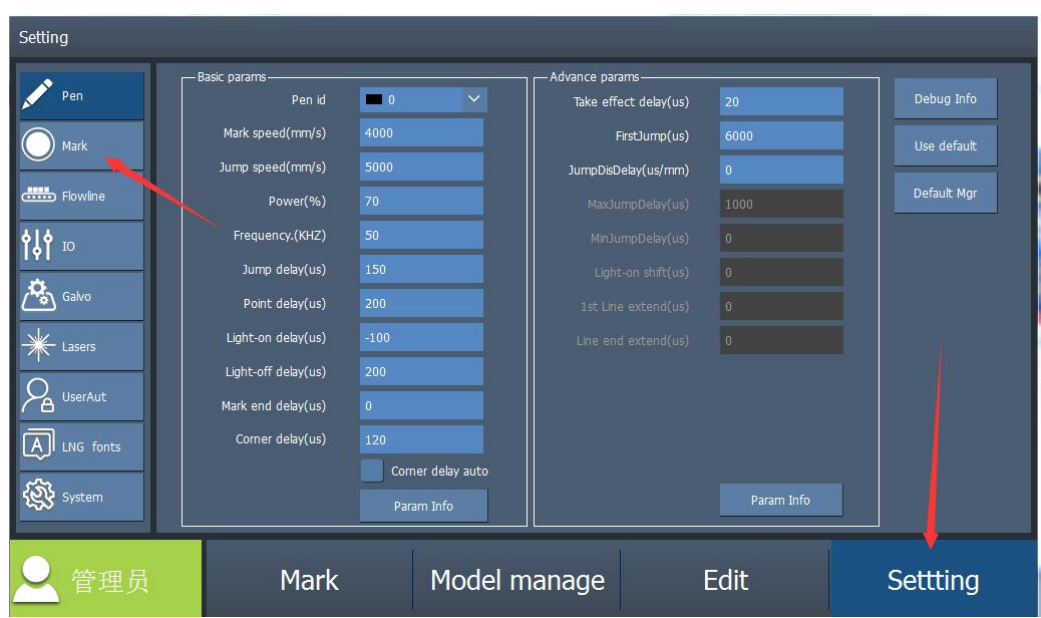 Setting
Pen
Mark
Flowline
IO
Galvo
Lasers
UserAut
LNG fonts
System
Basic params
Pen id 0
Mark speed(mm/s) 4000
Jump speed(mm/s) 5000
Power(%) 70
Frequency.(KHZ) 50
Jump delay(us) 150
Point delay(us) 200
Light-on delay(us) -100
Light-off delay(us) 200
Mark end delay(us) 0
Corner delay(us) 120
Corner delay auto
Param Info
Advance params
Take effect delay(us) 20
FirstJump(us) 6000
JumpDisDelay(us/mm) 0
MaxJumpDelay(us) 1000
MinJumpDelay(us) 0
Light-on shift(us) 0
1st Line extend(us) 0
Line end extend(us) 0
Param Info
Debug Info
Use default
Default Mgr
管理员
Mark
Model manage
Edit
Settting